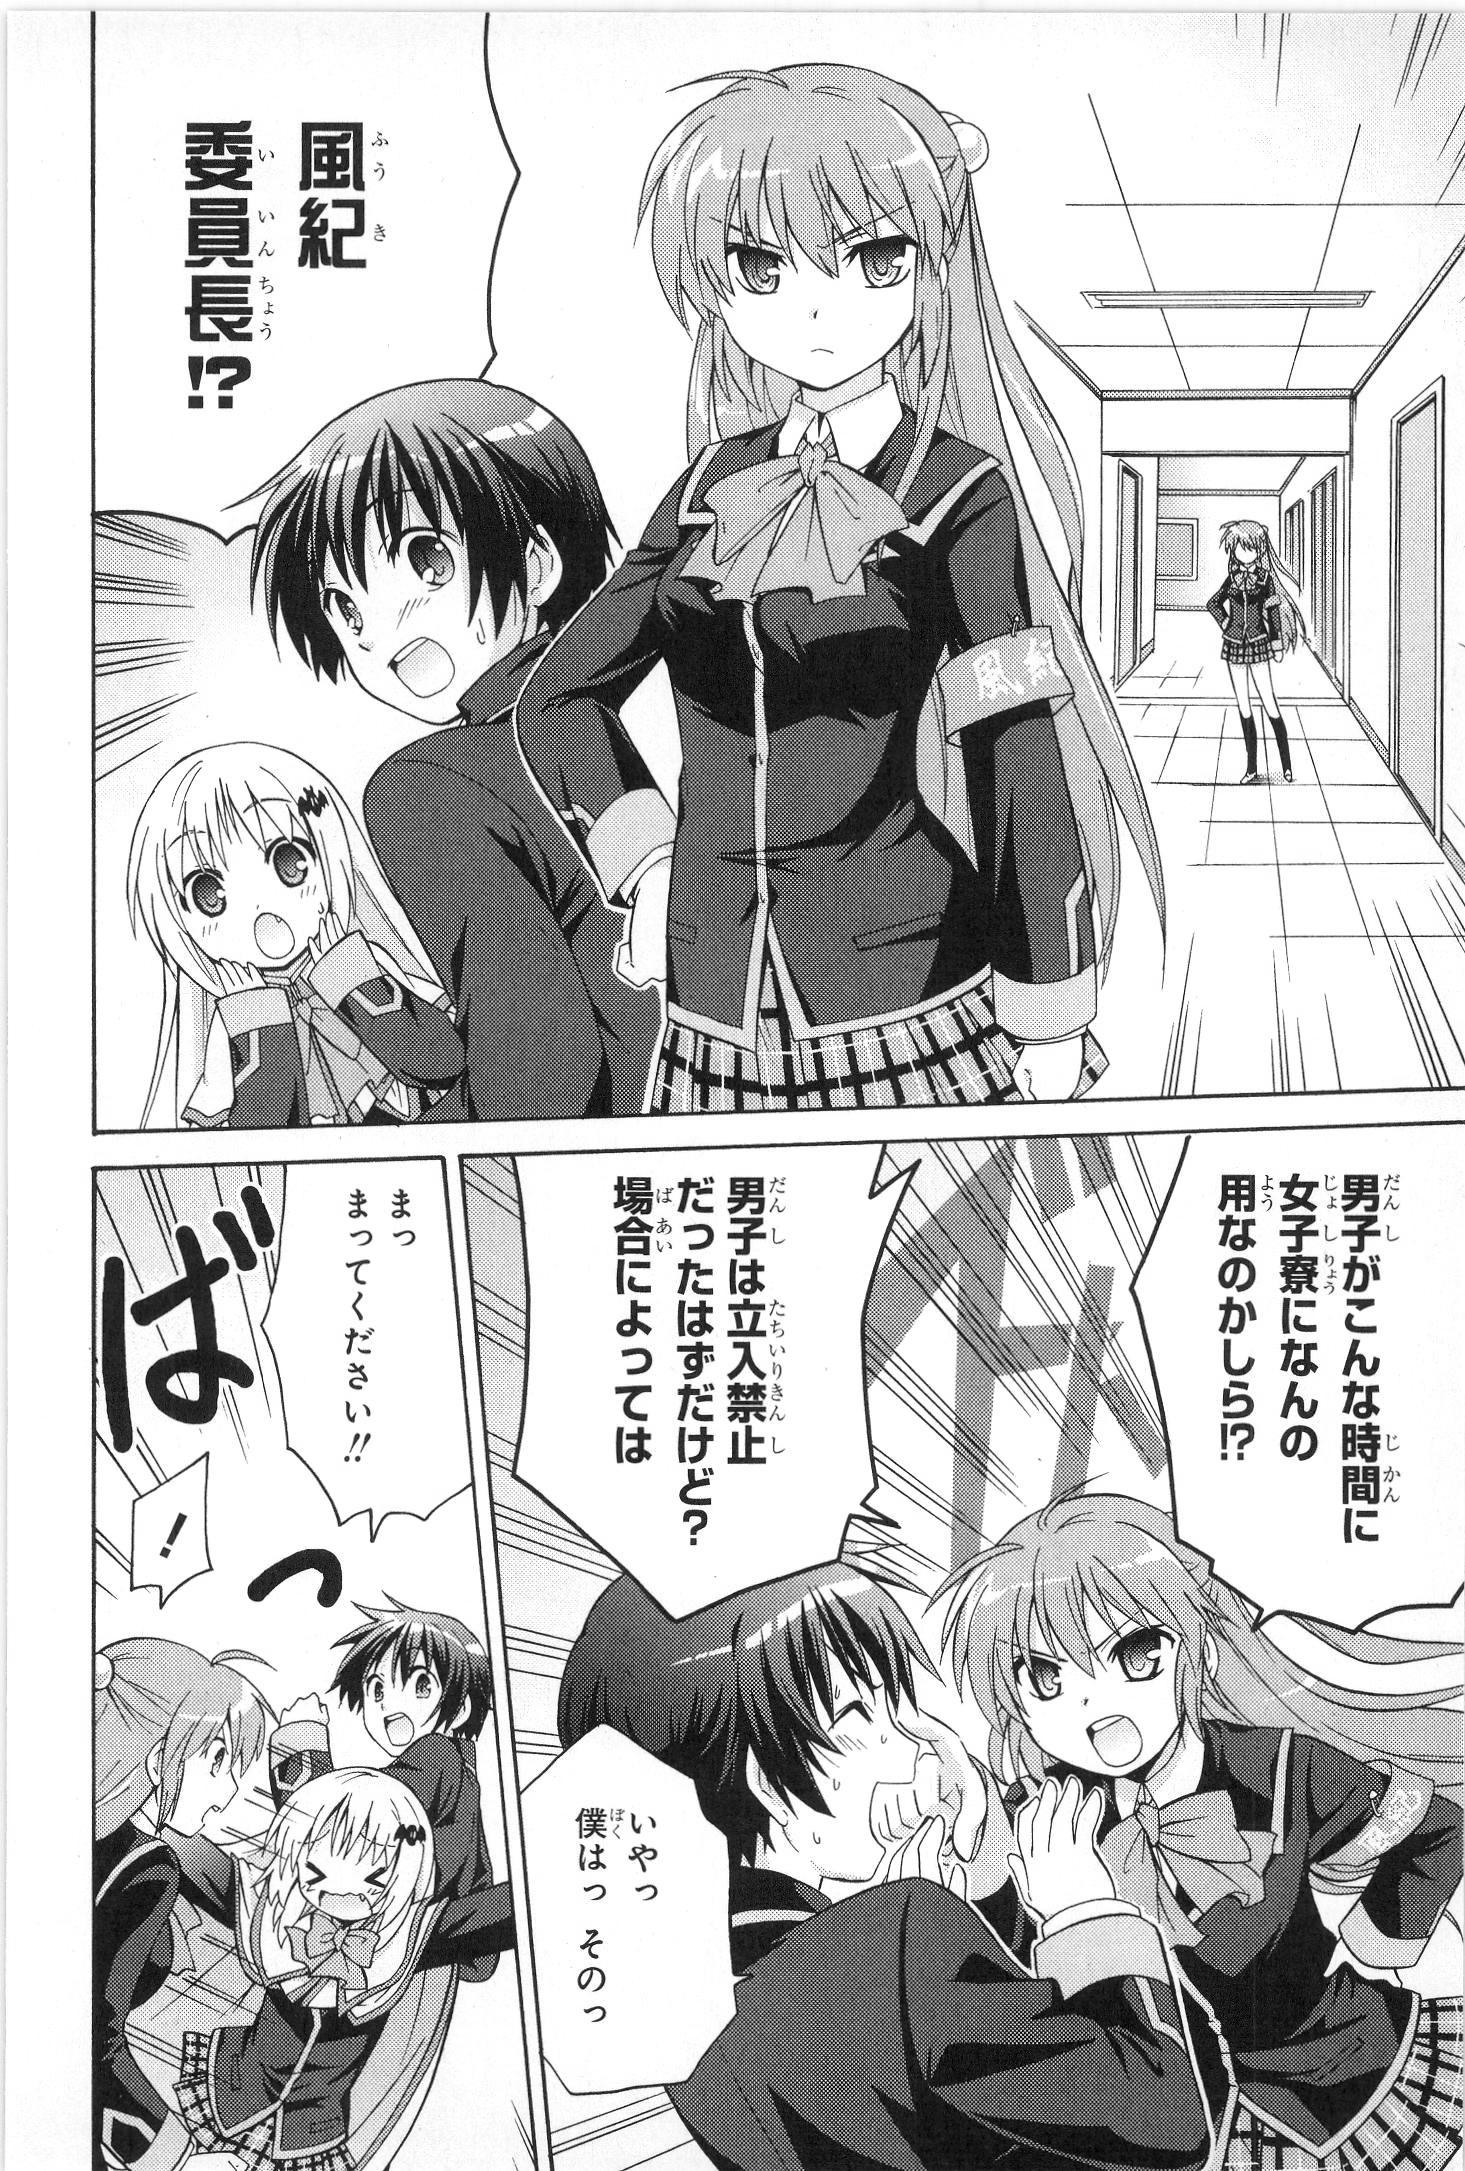 風紀
委員長!?
風紀
男子がこんな時間に
女子寮になんの
用なのかしら!?
男子は立入禁止
だったはずだけど?
場合によっては
いやっ
僕はっ そのっ
まっ
まってください!!
ばっ
!